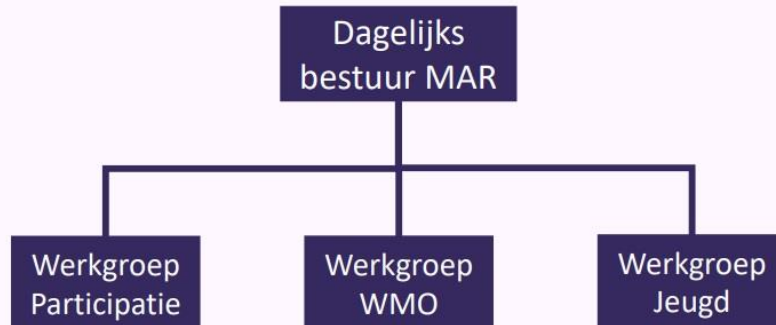 Dagelijks
bestuur MAR
Werkgroep
Participatie
Werkgroep
WMO
Werkgroep
Jeugd